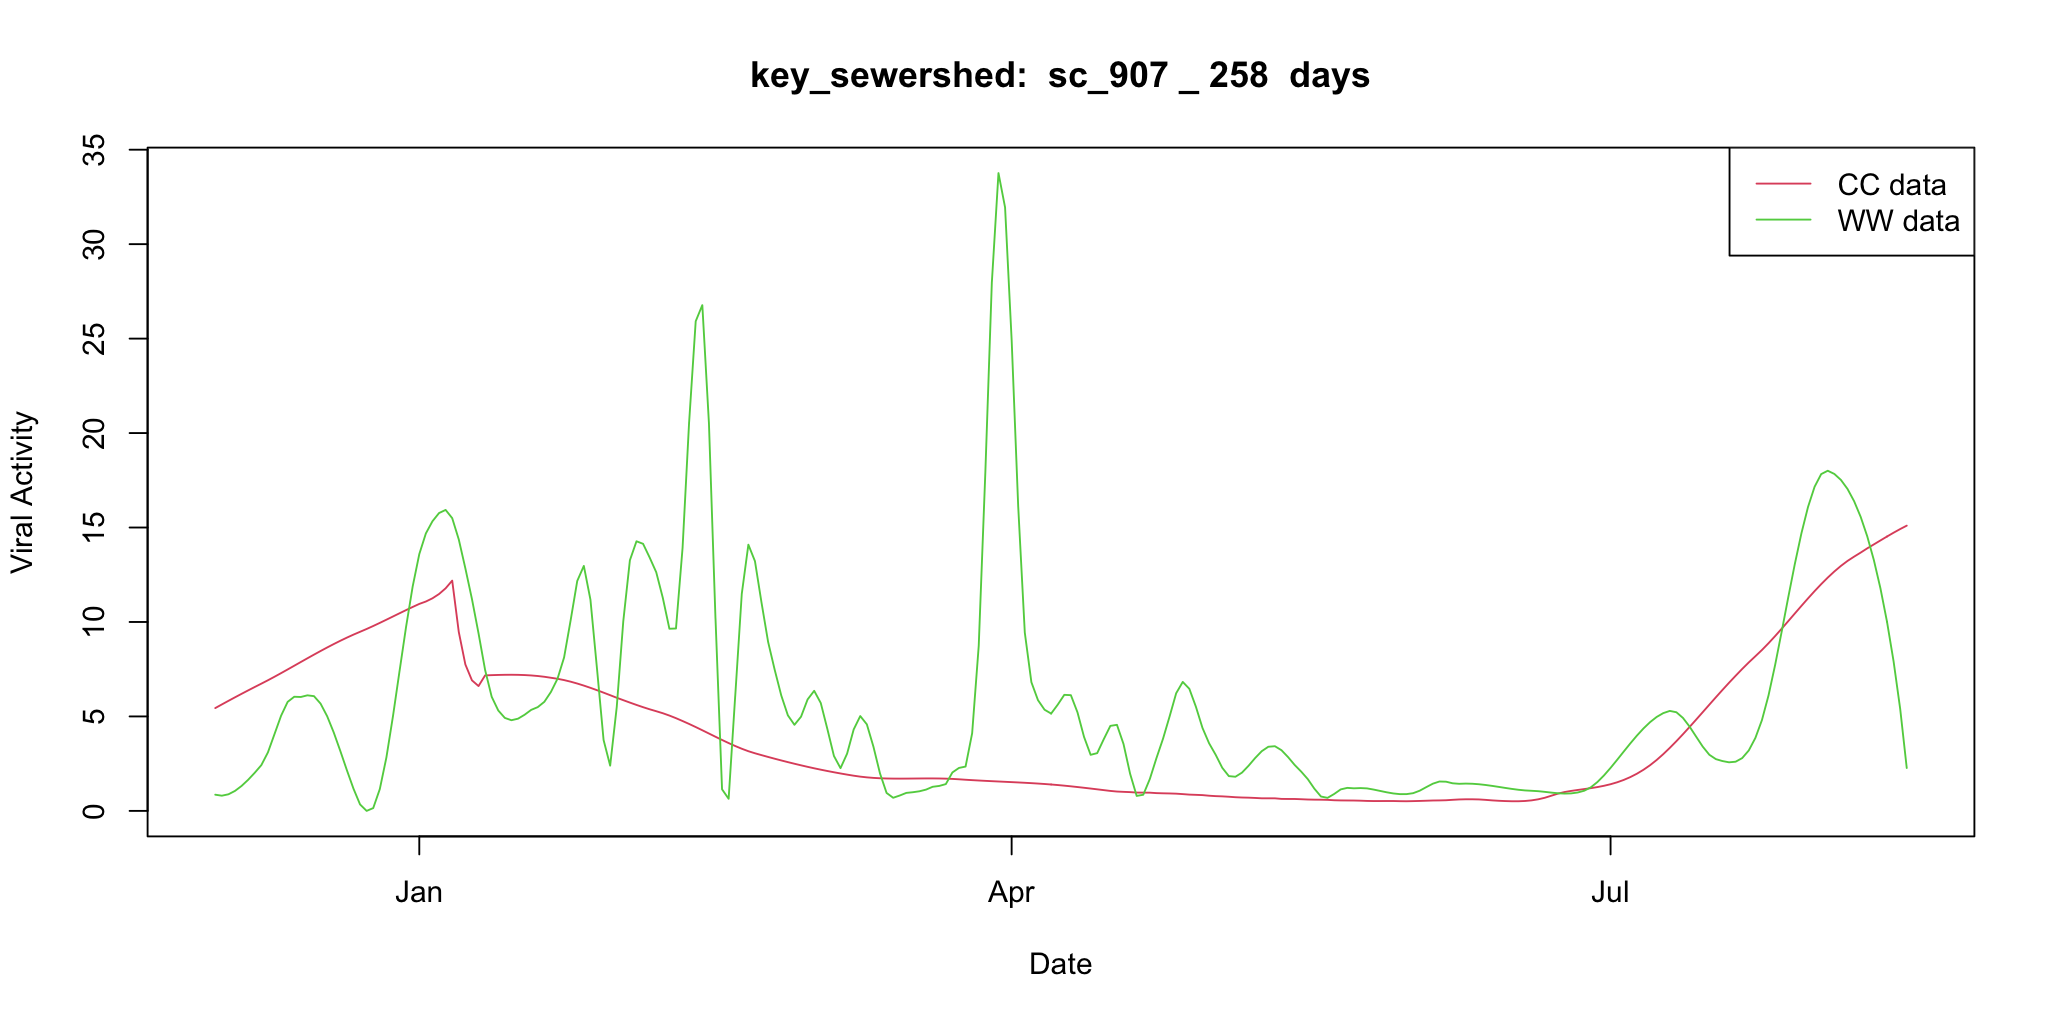 key_sewershed: sc_907 _ 258 days
35
30
25
20
15
10
5
0
Viral Activity
CC data
WW data
Jan
Apr
Jul
Date